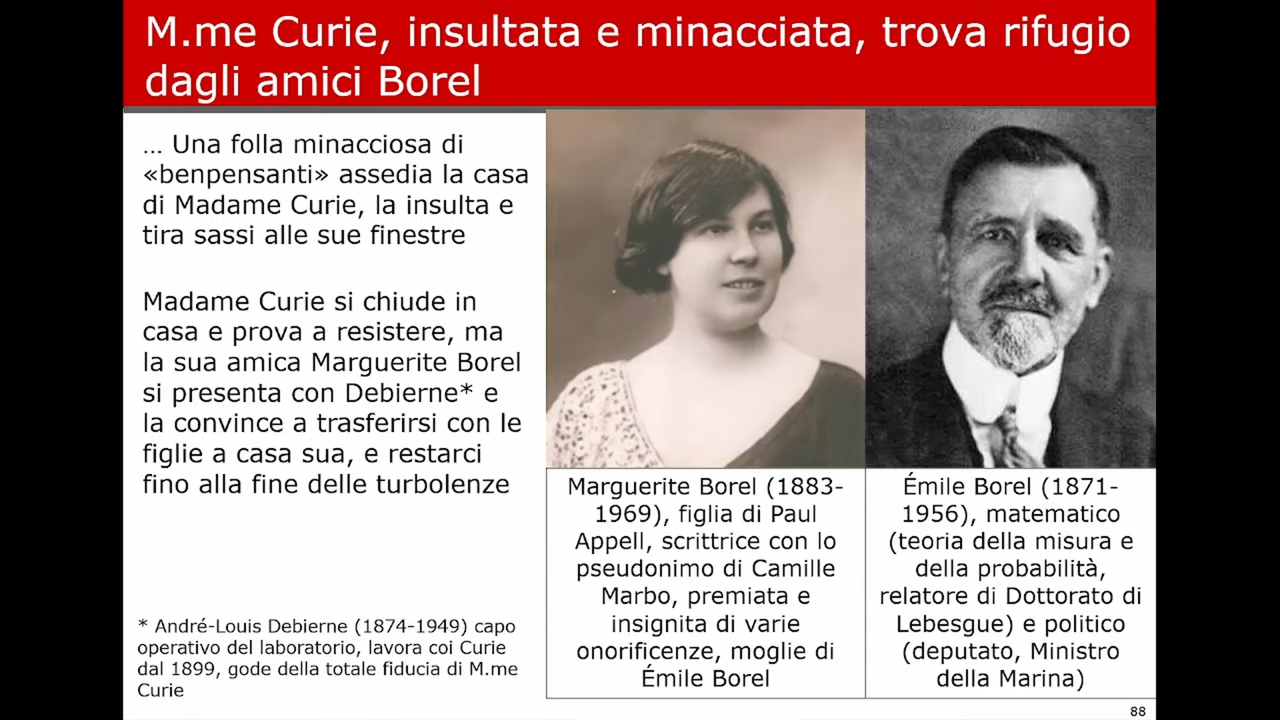 M.me Curie, insultata e minacciata, trova rifugio
dagli amici Borel
… Una folla minacciosa di
«benpensanti» assedia la casa
di Madame Curie, la insulta e
tira sassi alle sue finestre
Madame Curie si chiude in
casa e prova a resistere, ma
la sua amica Marguerite Borel
si presenta con Debierne* e
la convince a trasferirsi con le
figlie a casa sua, e restarci
fino alla fine delle turbolenze
* André-Louis Debierne (1874-1949) capo
operativo del laboratorio, lavora coi Curie
dal 1899, gode della totale fiducia di M.me
Curie
Marguerite Borel (1883-
1969), figlia di Paul
Appell, scrittrice con lo
pseudonimo di Camille
Marbo, premiata e
insignita di varie
onorificenze, moglie di
Émile Borel
Émile Borel (1871-
1956), matematico
(teoria della misura e
della probabilità,
relatore di Dottorato di
Lebesgue) e politico
(deputato, Ministro
della Marina)
88